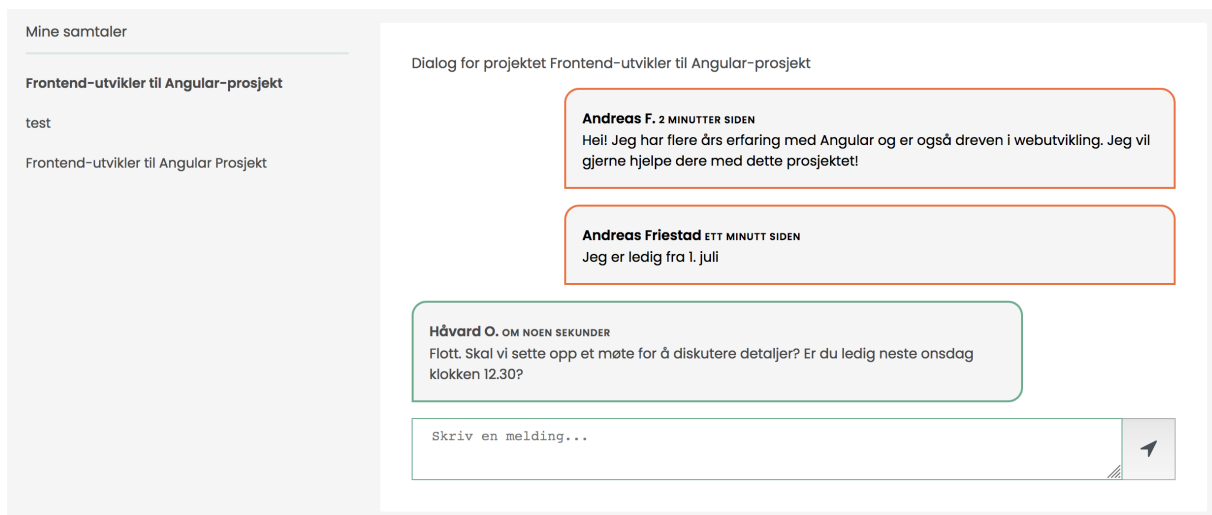 Mine samtaler
Frontend-utvikler til Angular-prosjekt
test
Frontend-utvikler til Angular Prosjekt
Dialog for projektet Frontend-utvikler til Angular-prosjekt
Andreas F. 2 MINUTTER SIDEN
Hei! Jeg har flere års erfaring med Angular og er også dreven i webutvikling. Jeg vil
gjerne hjelpe dere med dette prosjektet!
Andreas Friestad ETT MINUTT SIDEN
Jeg er ledig fra 1. juli
Håvard O. OM NOEN SEKUNDER
Flott. Skal vi sette opp et møte for å diskutere detaljer? Er du ledig neste onsdag
klokken 12.30?
Skriv en melding...